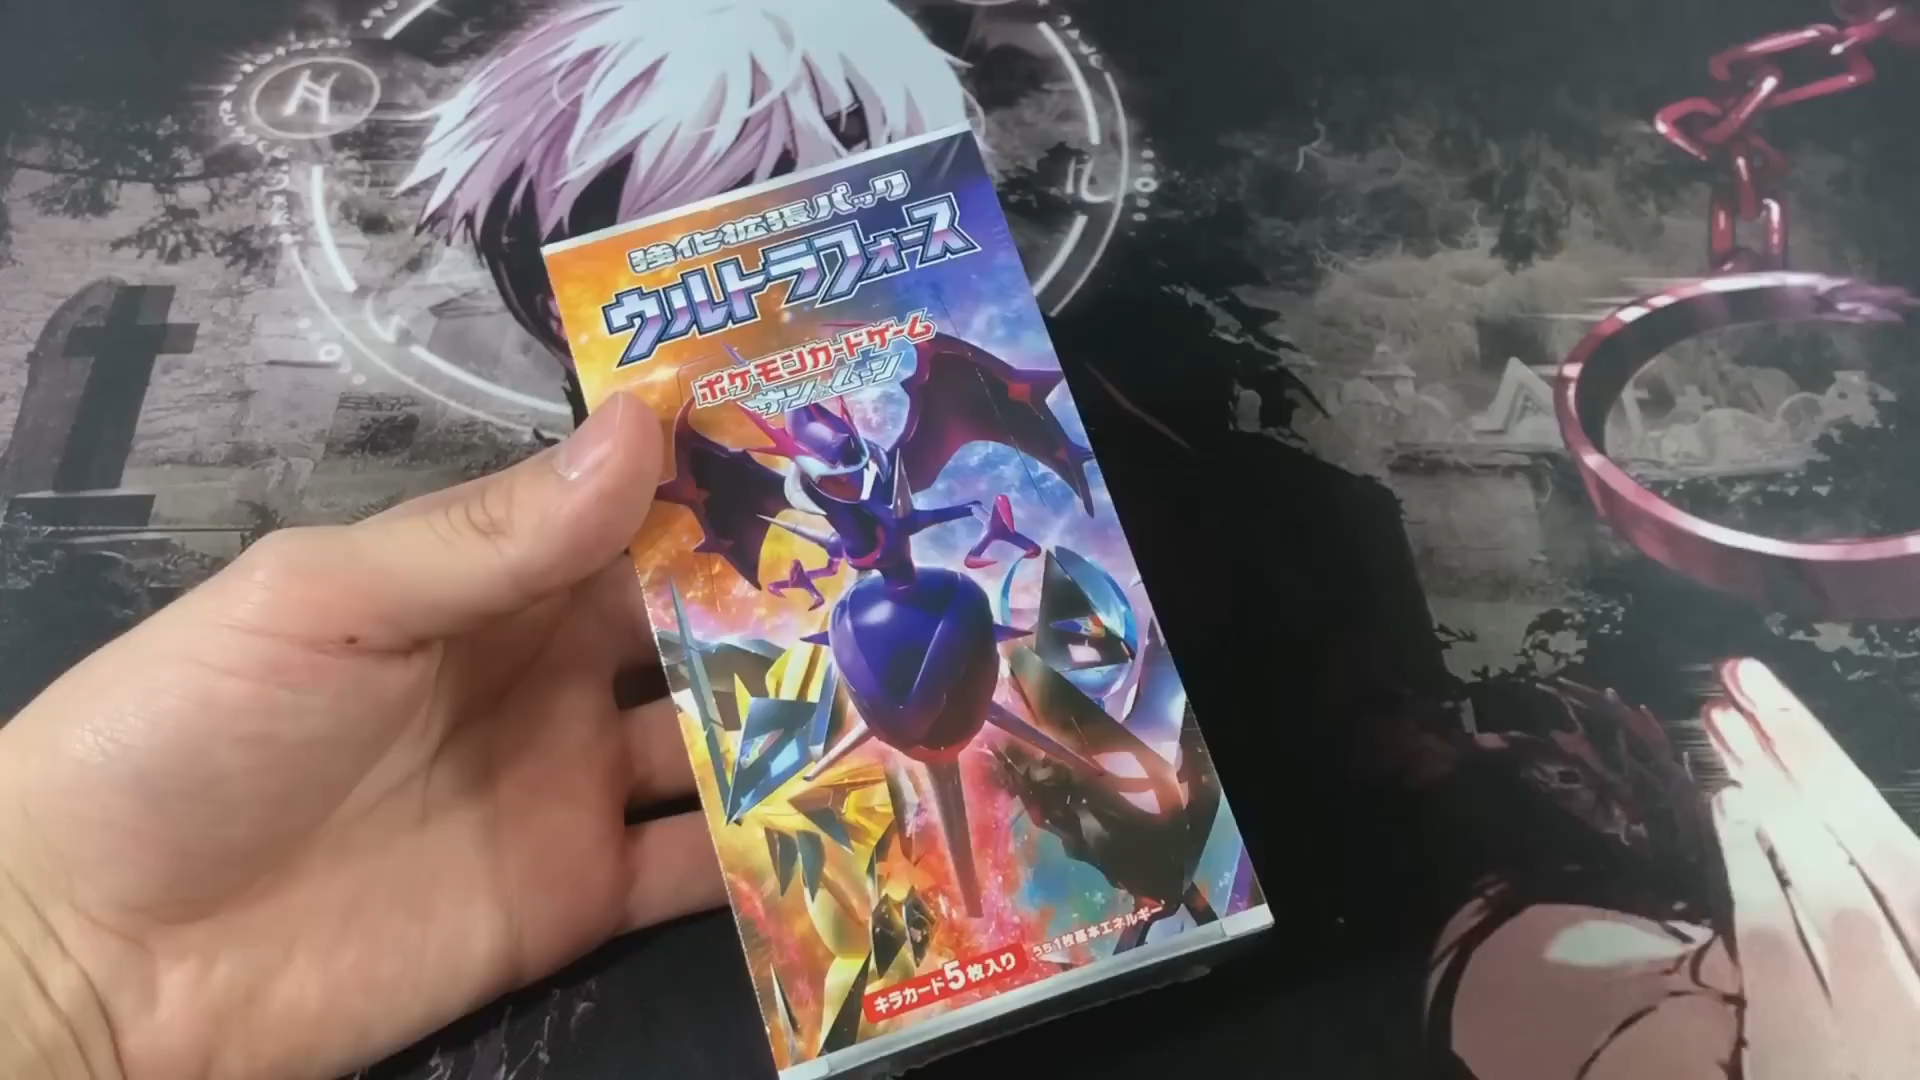 強化拡張パック
ウルトラフォース
ポケモンカードゲーム
サン&ムーン
キラカード5枚入り
うち1枚基本エネルギー